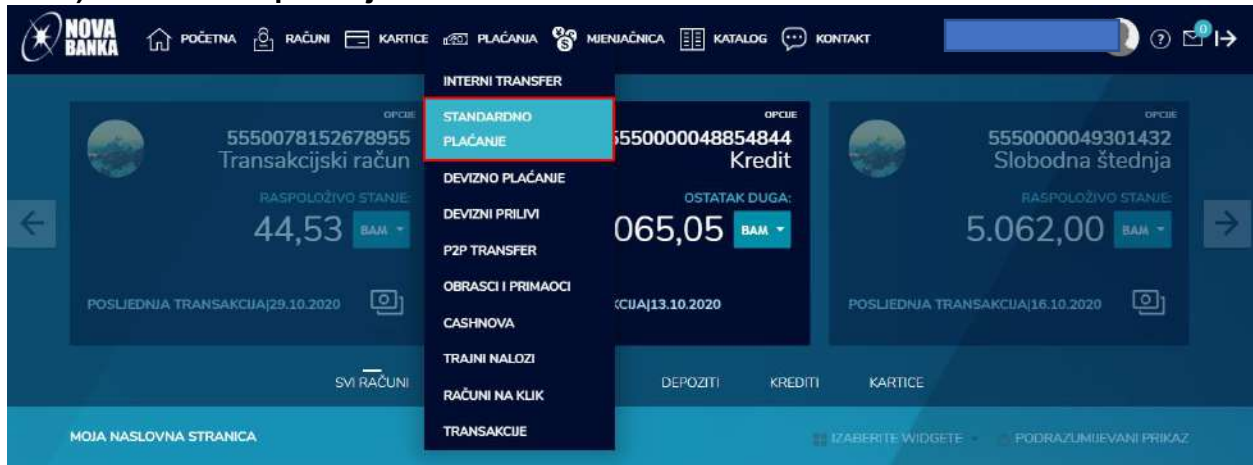 NOVA BANKA POČETNA RAČUNI KARTICE PLAĆANJA MJENJAČNICA KATALOG KONTAKT ? 0
INTERNI TRANSFER
STANDARDNO
PLAĆANJE
DEVIZNO PLAĆANJE
DEVIZNI PRILIVI
P2P TRANSFER
OBRASCI I PRIMAOCI
CASHNOVA
TRAJNI NALOZI
RAČUNI NA KLIK
TRANSAKCIJE
OPCIJE
5550078152678955
Transakcijski račun
RASPOLOŽIVO STANJE:
44,53 BAM
POSLJEDNJA TRANSAKCIJA|29.10.2020
OPCIJE
5550000048854844
Kredit
OSTATAK DUGA:
065,05 BAM
KCIJA|13.10.2020
OPCIJE
5550000049301432
Slobodna štednja
RASPOLOŽIVO STANJE:
5.062,00 BAM
POSLJEDNJA TRANSAKCIJA|16.10.2020
SVI RAČUNI DEPOZITI KREDITI KARTICE
MOJA NASLOVNA STRANICA IZABERITE WIDGETE PODRAZUMIJEVANI PRIKAZ